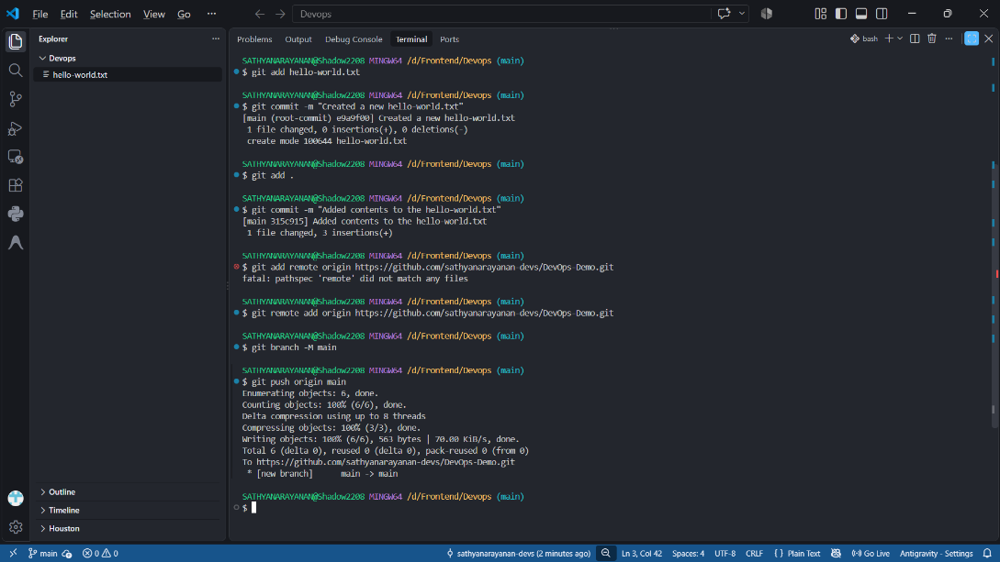 File Edit Selection View Go ··· Devops
Explorer ···
Devops
hello-world.txt
Outline
Timeline
Houston
Problems Output Debug Console Terminal Ports bash
SATHYANARAYANAN@Shadow2208 MINGW64 /d/Frontend/Devops (main)
$ git add hello-world.txt
SATHYANARAYANAN@Shadow2208 MINGW64 /d/Frontend/Devops (main)
$ git commit -m "Created a new hello-world.txt"
[main (root-commit) e9a9f00] Created a new hello-world.txt
1 file changed, 0 insertions(+), 0 deletions(-)
create mode 100644 hello-world.txt
SATHYANARAYANAN@Shadow2208 MINGW64 /d/Frontend/Devops (main)
$ git add .
SATHYANARAYANAN@Shadow2208 MINGW64 /d/Frontend/Devops (main)
$ git commit -m "Added contents to the hello-world.txt"
[main 315c915] Added contents to the hello-world.txt
1 file changed, 3 insertions(+)
SATHYANARAYANAN@Shadow2208 MINGW64 /d/Frontend/Devops (main)
$ git add remote origin https://github.com/sathyanarayanan-devs/DevOps-Demo.git
fatal: pathspec 'remote' did not match any files
SATHYANARAYANAN@Shadow2208 MINGW64 /d/Frontend/Devops (main)
$ git remote add origin https://github.com/sathyanarayanan-devs/DevOps-Demo.git
SATHYANARAYANAN@Shadow2208 MINGW64 /d/Frontend/Devops (main)
$ git branch -M main
SATHYANARAYANAN@Shadow2208 MINGW64 /d/Frontend/Devops (main)
$ git push origin main
Enumerating objects: 6, done.
Counting objects: 100% (6/6), done.
Delta compression using up to 8 threads
Compressing objects: 100% (3/3), done.
Writing objects: 100% (6/6), 563 bytes | 70.00 KiB/s, done.
Total 6 (delta 0), reused 0 (delta 0), pack-reused 0 (from 0)
To https://github.com/sathyanarayanan-devs/DevOps-Demo.git
* [new branch] main -> main
SATHYANARAYANAN@Shadow2208 MINGW64 /d/Frontend/Devops (main)
$
main 0 0 sathyanarayanan-devs (2 minutes ago) Ln 3, Col 42 Spaces: 4 UTF-8 CRLF { } Plain Text Go Live Antigravity - Settings